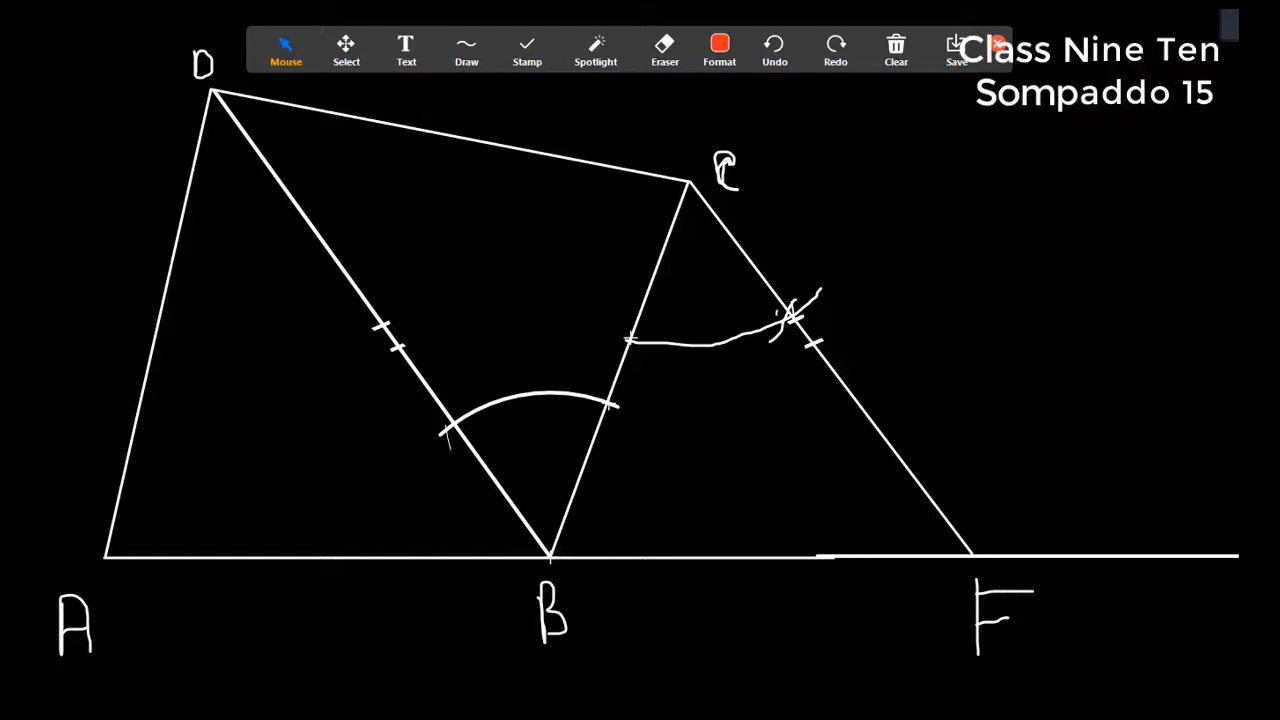 Mouse Select Text Draw Stamp Spotlight Eraser Format Undo Redo Clear Save
Class Nine Ten
Sompaddo 15
D
C
A
B
F